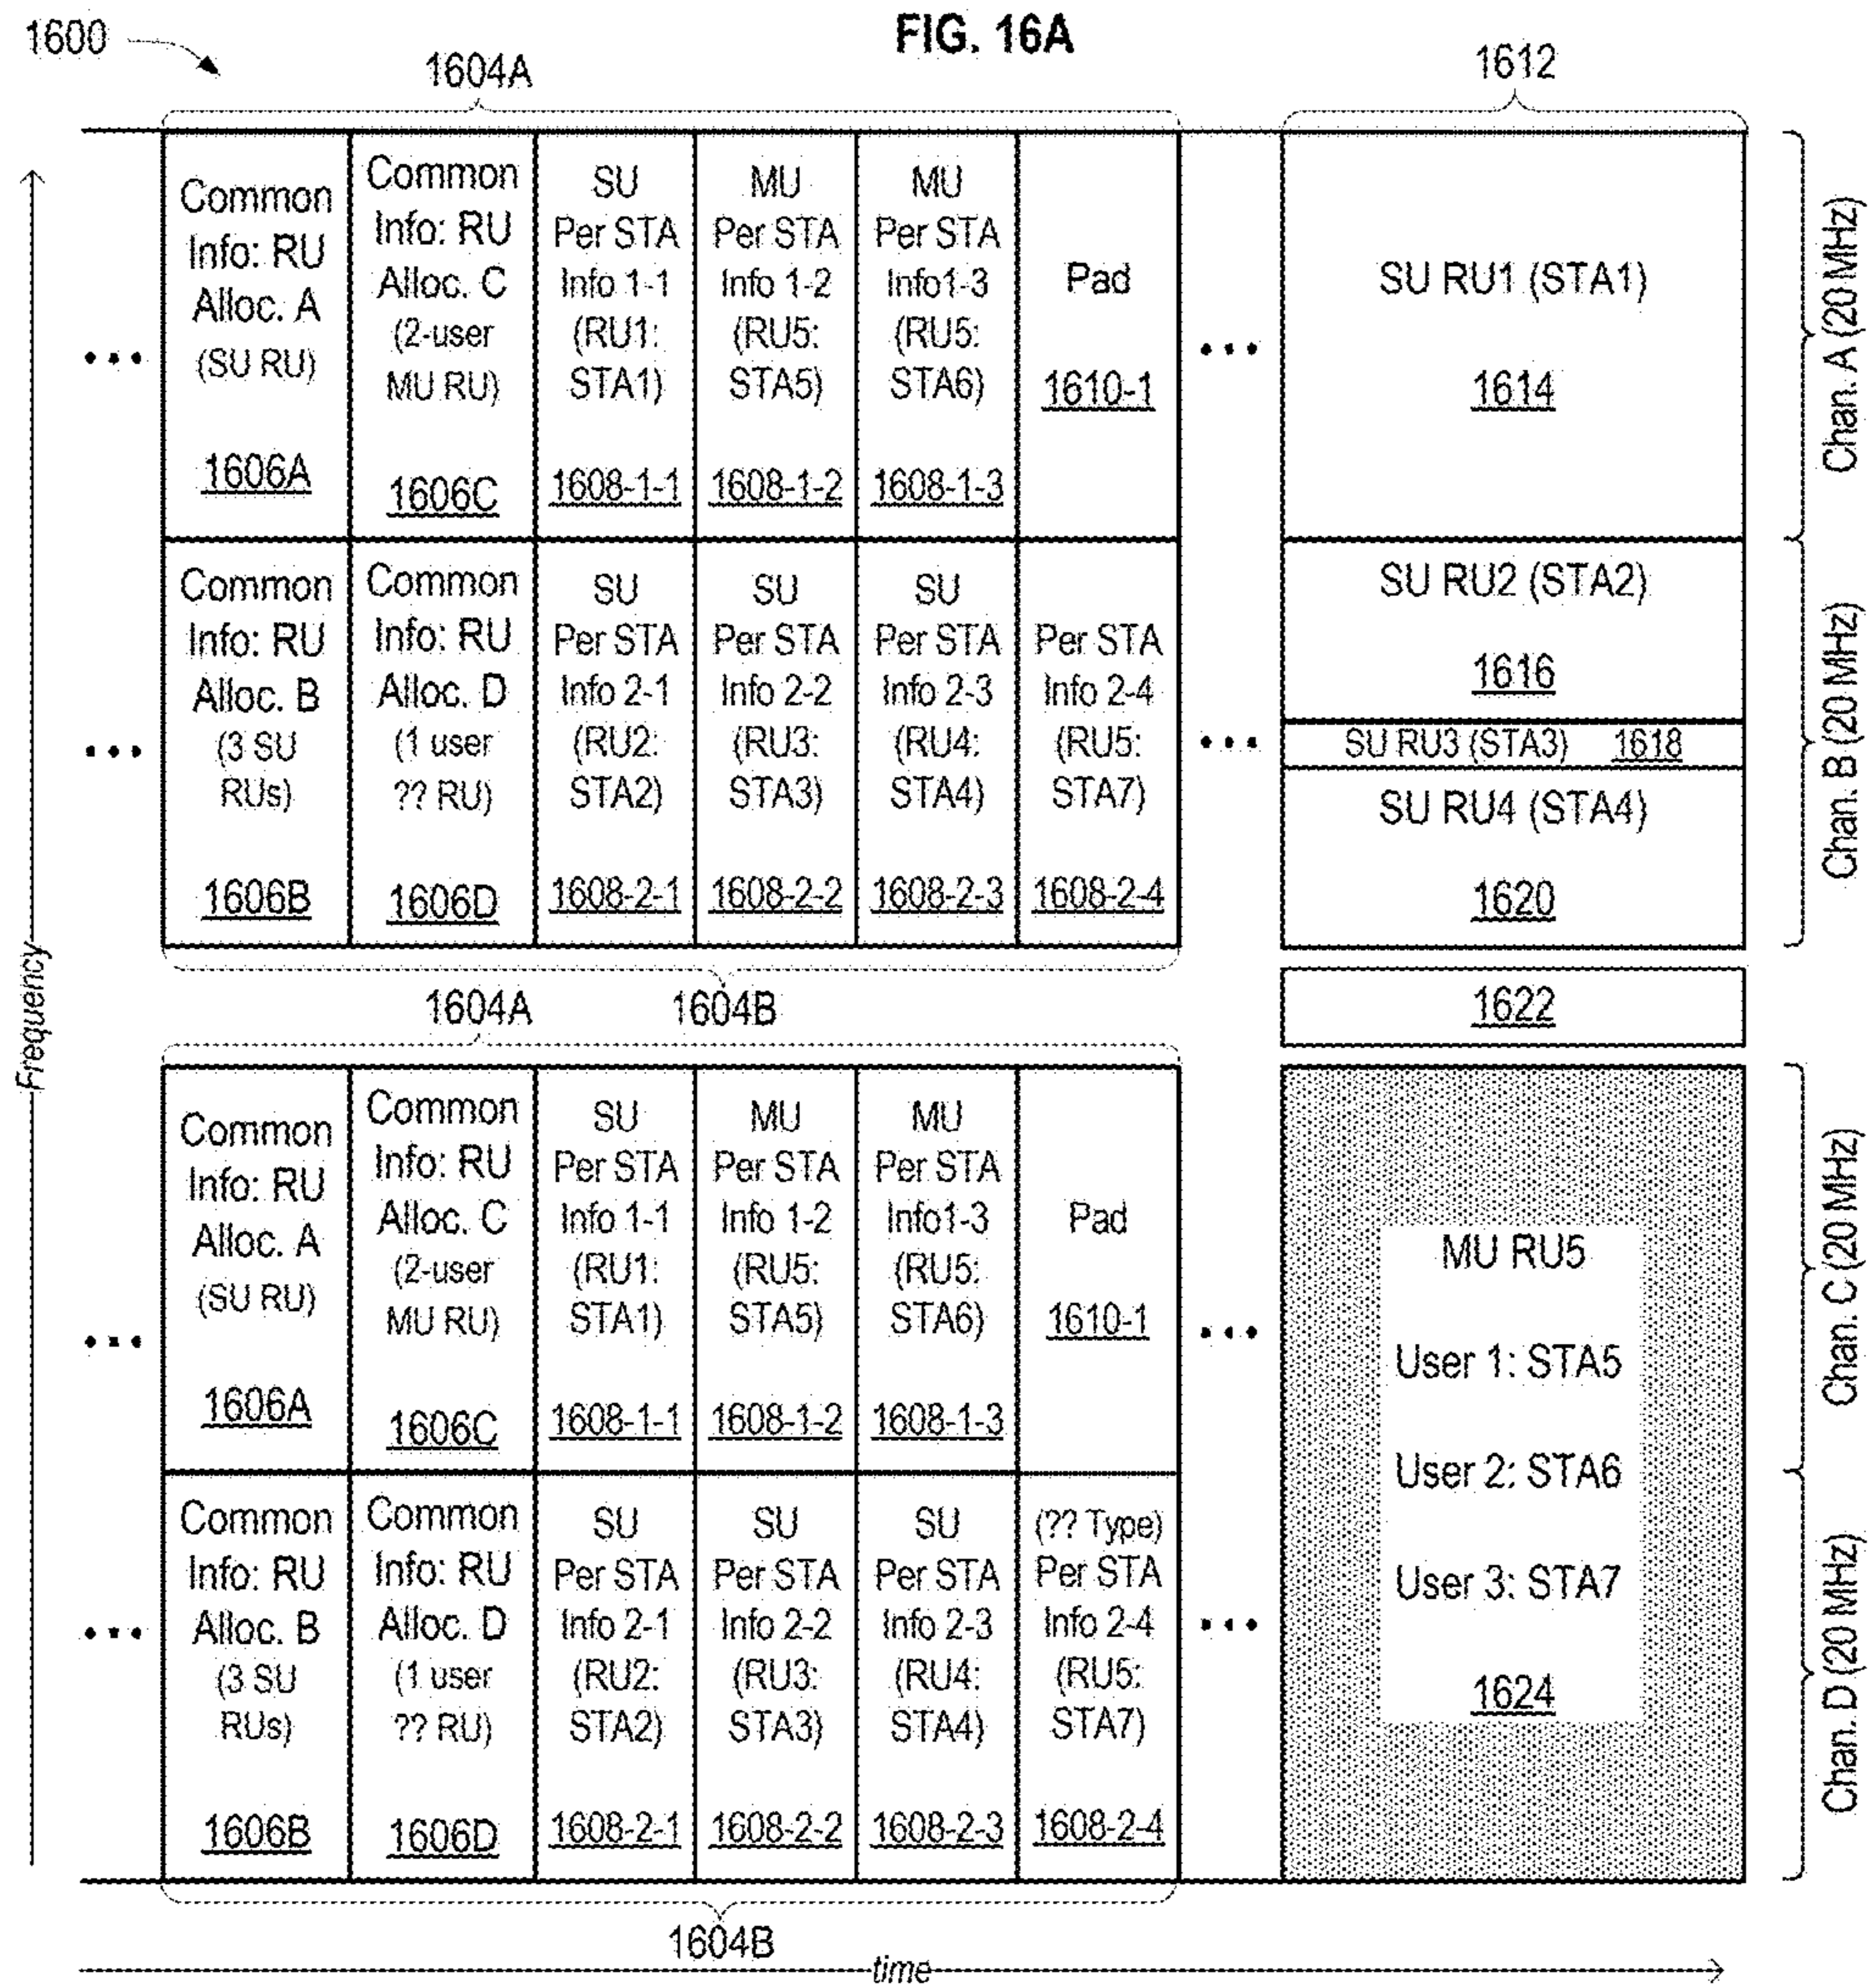 FIG. 16A
1600
1604A
1612
Common
Info: RU
Alloc. A
(SU RU)
1606A
Common
Info: RU
Alloc. C
(2-user
MU RU)
1606C
SU
Per STA
Info 1-1
(RU1:
STA1)
1608-1-1
MU
Per STA
Info 1-2
(RU5:
STA5)
1608-1-2
MU
Per STA
Info1-3
(RU5:
STA6)
1608-1-3
Pad
1610-1
SU RU1 (STA1)
1614
Chan. A (20 MHz)
Common
Info: RU
Alloc. B
(3 SU
RUs)
1606B
Common
Info: RU
Alloc. D
(1 user
?? RU)
1606D
SU
Per STA
Info 2-1
(RU2:
STA2)
1608-2-1
SU
Per STA
Info 2-2
(RU3:
STA3)
1608-2-2
SU
Per STA
Info 2-3
(RU4:
STA4)
1608-2-3
Per STA
Info 2-4
(RU5:
STA7)
1608-2-4
SU RU2 (STA2)
1616
SU RU3 (STA3) 1618
SU RU4 (STA4)
1620
Chan. B (20 MHz)
1604B
1622
Frequency
1604A
Common
Info: RU
Alloc. A
(SU RU)
1606A
Common
Info: RU
Alloc. C
(2-user
MU RU)
1606C
SU
Per STA
Info 1-1
(RU1:
STA1)
1608-1-1
MU
Per STA
Info 1-2
(RU5:
STA5)
1608-1-2
MU
Per STA
Info1-3
(RU5:
STA6)
1608-1-3
Pad
1610-1
Common
Info: RU
Alloc. B
(3 SU
RUs)
1606B
Common
Info: RU
Alloc. D
(1 user
?? RU)
1606D
SU
Per STA
Info 2-1
(RU2:
STA2)
1608-2-1
SU
Per STA
Info 2-2
(RU3:
STA3)
1608-2-2
SU
Per STA
Info 2-3
(RU4:
STA4)
1608-2-3
(?? Type)
Per STA
Info 2-4
(RU5:
STA7)
1608-2-4
MU RU5
User 1: STA5
User 2: STA6
User 3: STA7
1624
Chan. C (20 MHz)
Chan. D (20 MHz)
1604B
time